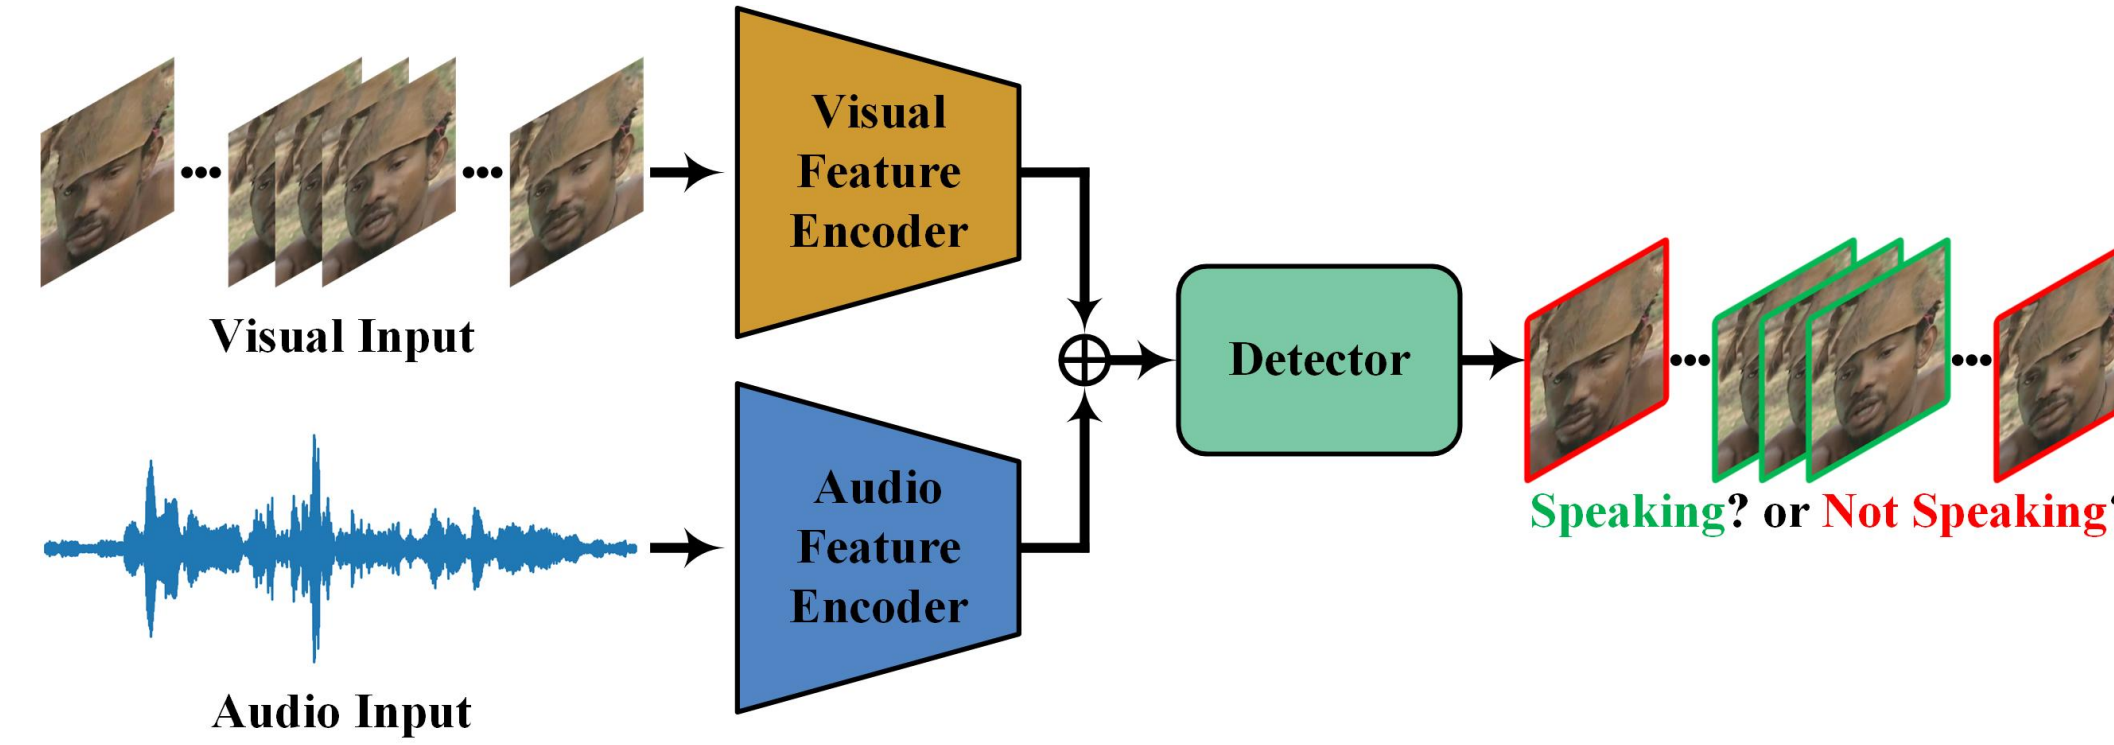 Visual
Feature
Encoder
Visual Input
Detector
Audio
Feature
Encoder
Speaking? or Not Speaking?
Audio Input